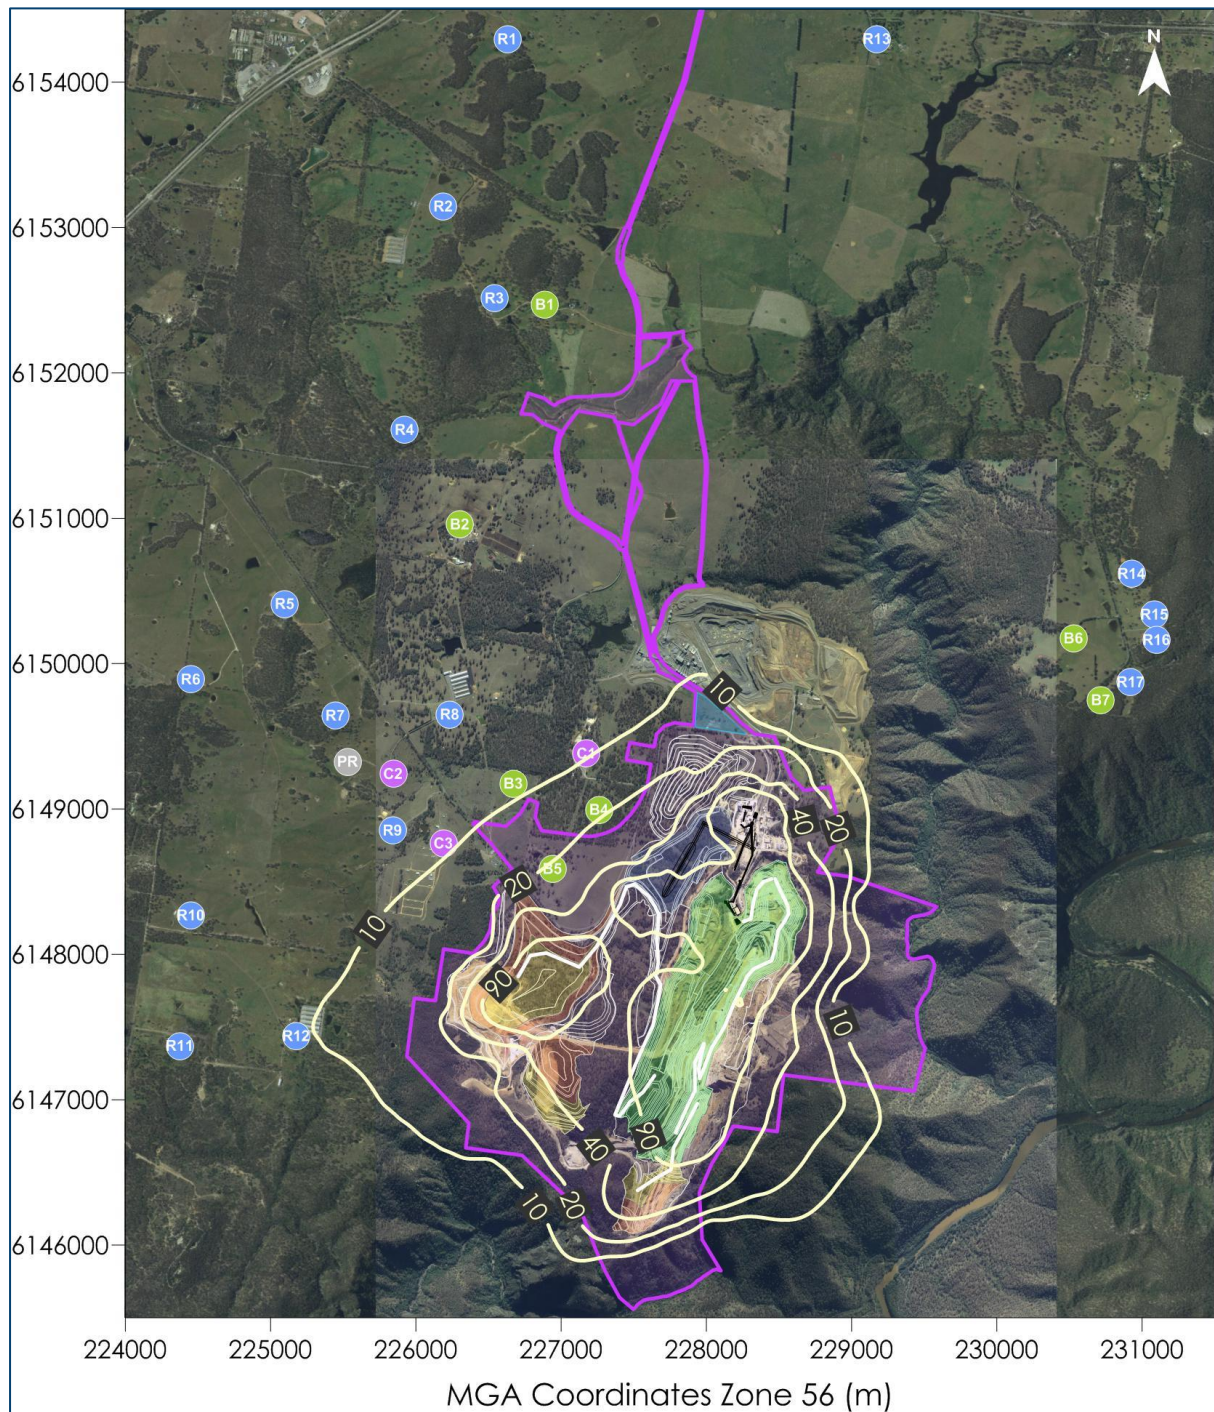 R1
R13
N
6154000
R2
6153000
R3
B1
6152000
R4
6151000
B2
R14
R5
R15
B6
R16
6150000
R6
R17
10
B7
R7
R8
C1
PR
C2
B3
6149000
B4
40
20
R9
C3
B5
20
R10
10
6148000
90
10
R12
R11
6147000
90
40
10
20
6146000
224000
225000
226000
227000
228000
229000
230000
231000
MGA Coordinates Zone 56 (m)